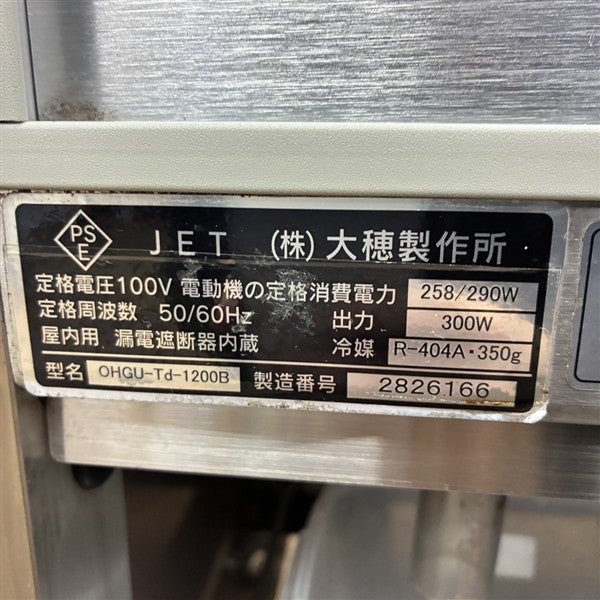 PSE JET (株)大穂製作所
定格電圧100V 電動機の定格消費電力 258/290W
定格周波数 50/60Hz 出力 300W
屋内用 漏電遮断器内蔵 冷媒 R-404A・350g
型名 OHGU-Td-1200B 製造番号 2826166